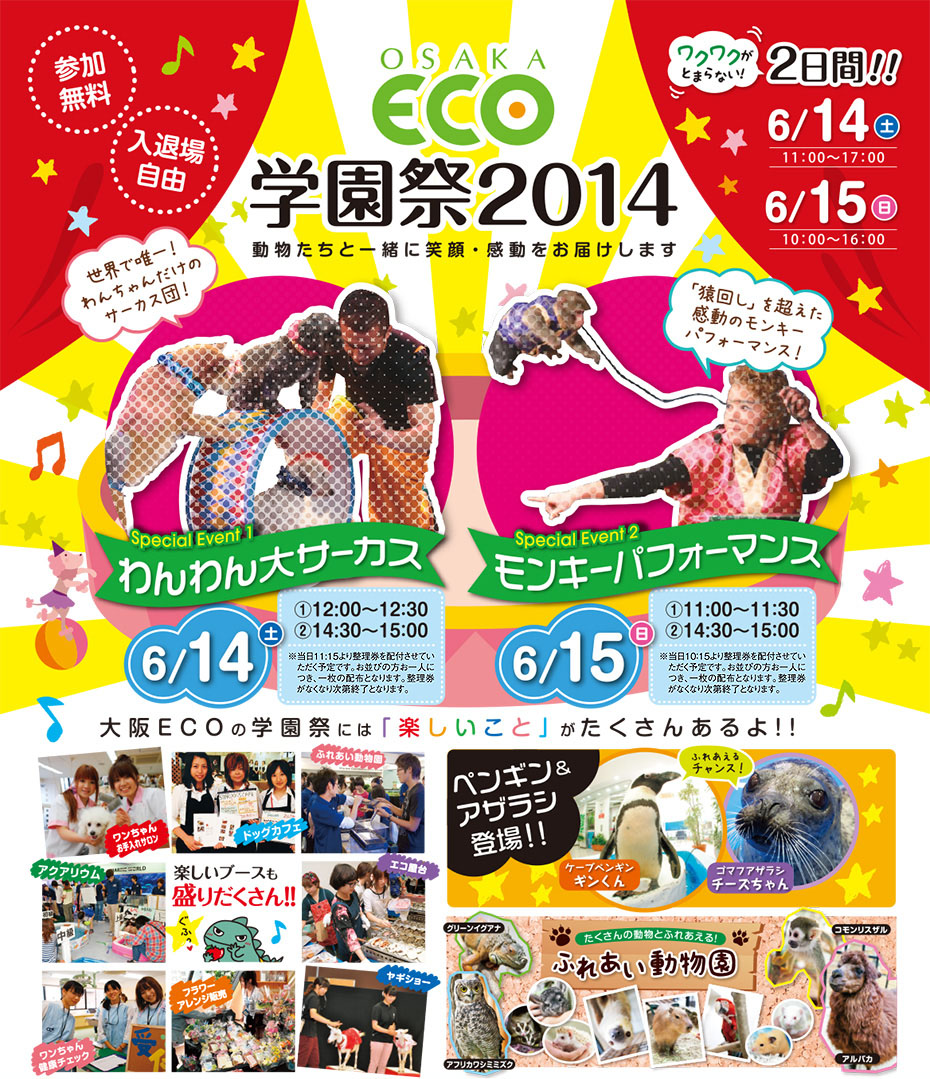 参加
無料
入退場
自由
OSAKA
ECO
学園祭2014
動物たちと一緒に笑顔・感動をお届けします
ワクワクが
とまらない!
2日間!!
6/14土
11:00～17:00
6/15日
10:00～16:00
世界で唯一!
わんちゃんだけの
サーカス団!
「猿回し」を超えた
感動のモンキー
パフォーマンス!
Special Event 1
わんわん大サーカス
6/14土
①12:00～12:30
②14:30～15:00
※当日11:15より整理券を配付させてい
ただく予定です。お並びの方お一人に
つき、一枚の配布となります。整理券
がなくなり次第終了となります。
Special Event 2
モンキーパフォーマンス
6/15日
①11:00～11:30
②14:30～15:00
※当日10:15より整理券を配付させてい
ただく予定です。お並びの方お一人に
つき、一枚の配布となります。整理券
がなくなり次第終了となります。
大阪ECOの学園祭には「楽しいこと」がたくさんあるよ!!
ワンちゃん
お手入れサロン
ドッグカフェ
ふれあい動物園
アクアリウム
中級
楽しいブースも
盛りだくさん!!
ぐふっ
エコ屋台
ワンちゃん
健康チェック
受
フラワー
アレンジ販売
ヤギショー
ペンギン&
アザラシ
登場!!
ふれあえる
チャンス!
ケープペンギン
ギンくん
ゴマフアザラシ
チーズちゃん
グリーンイグアナ
たくさんの動物とふれあえる!
ふれあい動物園
コモンリスザル
アフリカワシミミズク
アルパカ